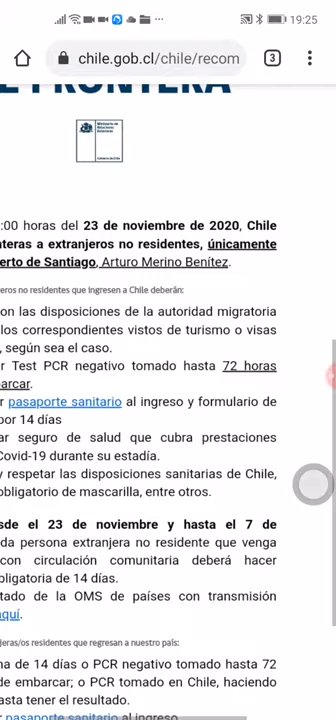 19:25
chile.gob.cl/chile/recom
3
E FRONTERA
Ministerio de
Relaciones
Exteriores
:00 horas del 23 de noviembre de 2020, Chile
nteras a extranjeros no residentes, únicamente
erto de Santiago, Arturo Merino Benítez.
eros no residentes que ingresen a Chile deberán:
on las disposiciones de la autoridad migratoria
los correspondientes vistos de turismo o visas
, según sea el caso.
r Test PCR negativo tomado hasta 72 horas
barcar.
r pasaporte sanitario al ingreso y formulario de
por 14 días
ar seguro de salud que cubra prestaciones
Covid-19 durante su estadía.
y respetar las disposiciones sanitarias de Chile,
obligatorio de mascarilla, entre otros.
sde el 23 de noviembre y hasta el 7 de
da persona extranjera no residente que venga
con circulación comunitaria deberá hacer
bligatoria de 14 días.
tado de la OMS de países con transmisión
aquí.
jeras/os residentes que regresan a nuestro país:
na de 14 días o PCR negativo tomado hasta 72
de embarcar; o PCR tomado en Chile, haciendo
asta tener el resultado.
r pasaporte sanitario al ingreso